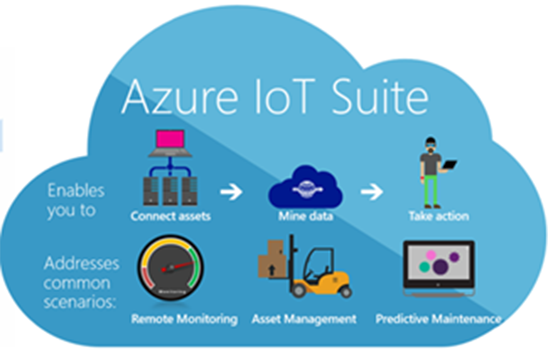 Azure IoT Suite
Enables
you to
Connect assets
Mine data
Take action
Addresses
common
scenarios:
Monitoring
Remote Monitoring
Asset Management
Predictive Maintenance